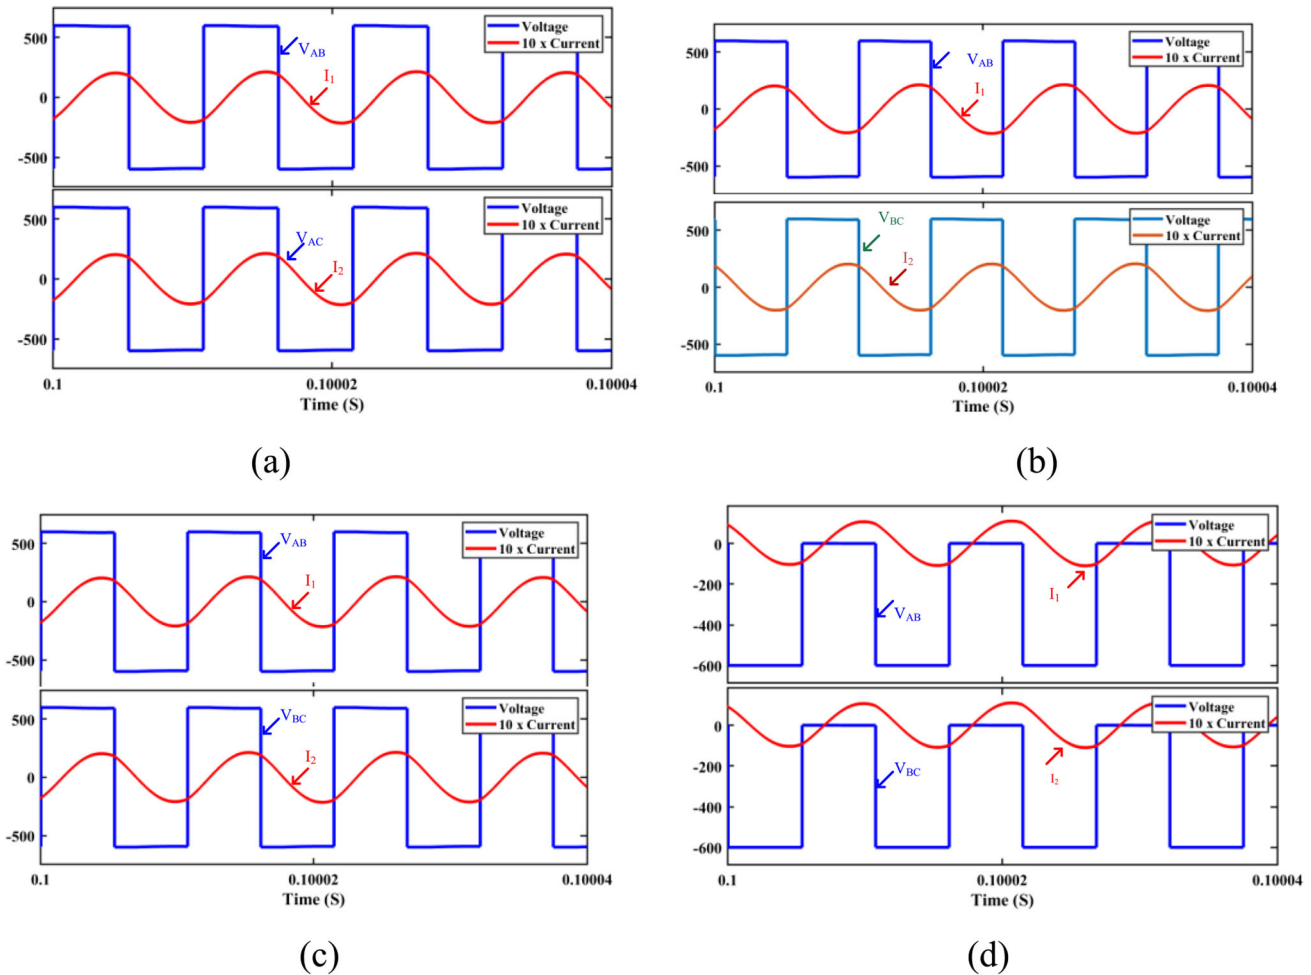 500
0
-500
Voltage
10 x Current
V_AB
I_1
500
0
-500
Voltage
10 x Current
V_AC
I_2
0.1
0.10002
0.10004
Time (S)
(a)
500
0
-500
Voltage
10 x Current
V_AB
I_1
500
0
-500
Voltage
10 x Current
V_BC
I_2
0.1
0.10002
0.10004
Time (S)
(b)
500
0
-500
Voltage
10 x Current
V_AB
I_1
500
0
-500
Voltage
10 x Current
V_BC
I_2
0.1
0.10002
0.10004
Time (S)
(c)
0
-200
-400
-600
Voltage
10 x Current
V_AB
I_1
0
-200
-400
-600
Voltage
10 x Current
V_BC
I_2
0.1
0.10002
0.10004
Time (S)
(d)